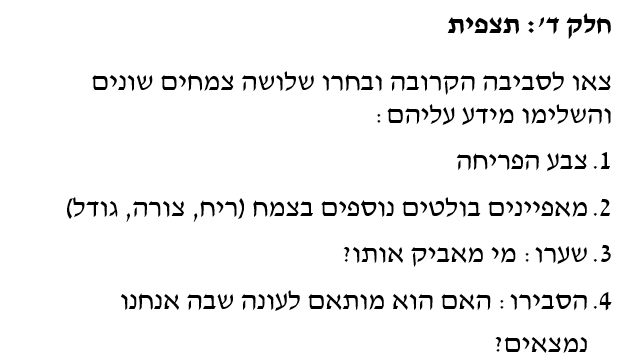 חלק ד': תצפית
צאו לסביבה הקרובה ובחרו שלושה צמחים שונים
והשלימו מידע עליהם:
1. צבע הפריחה
2. מאפיינים בולטים נוספים בצמח (ריח, צורה, גודל)
3. שערו: מי מאביק אותו?
4. הסבירו: האם הוא מותאם לעונה שבה אנחנו
נמצאים?